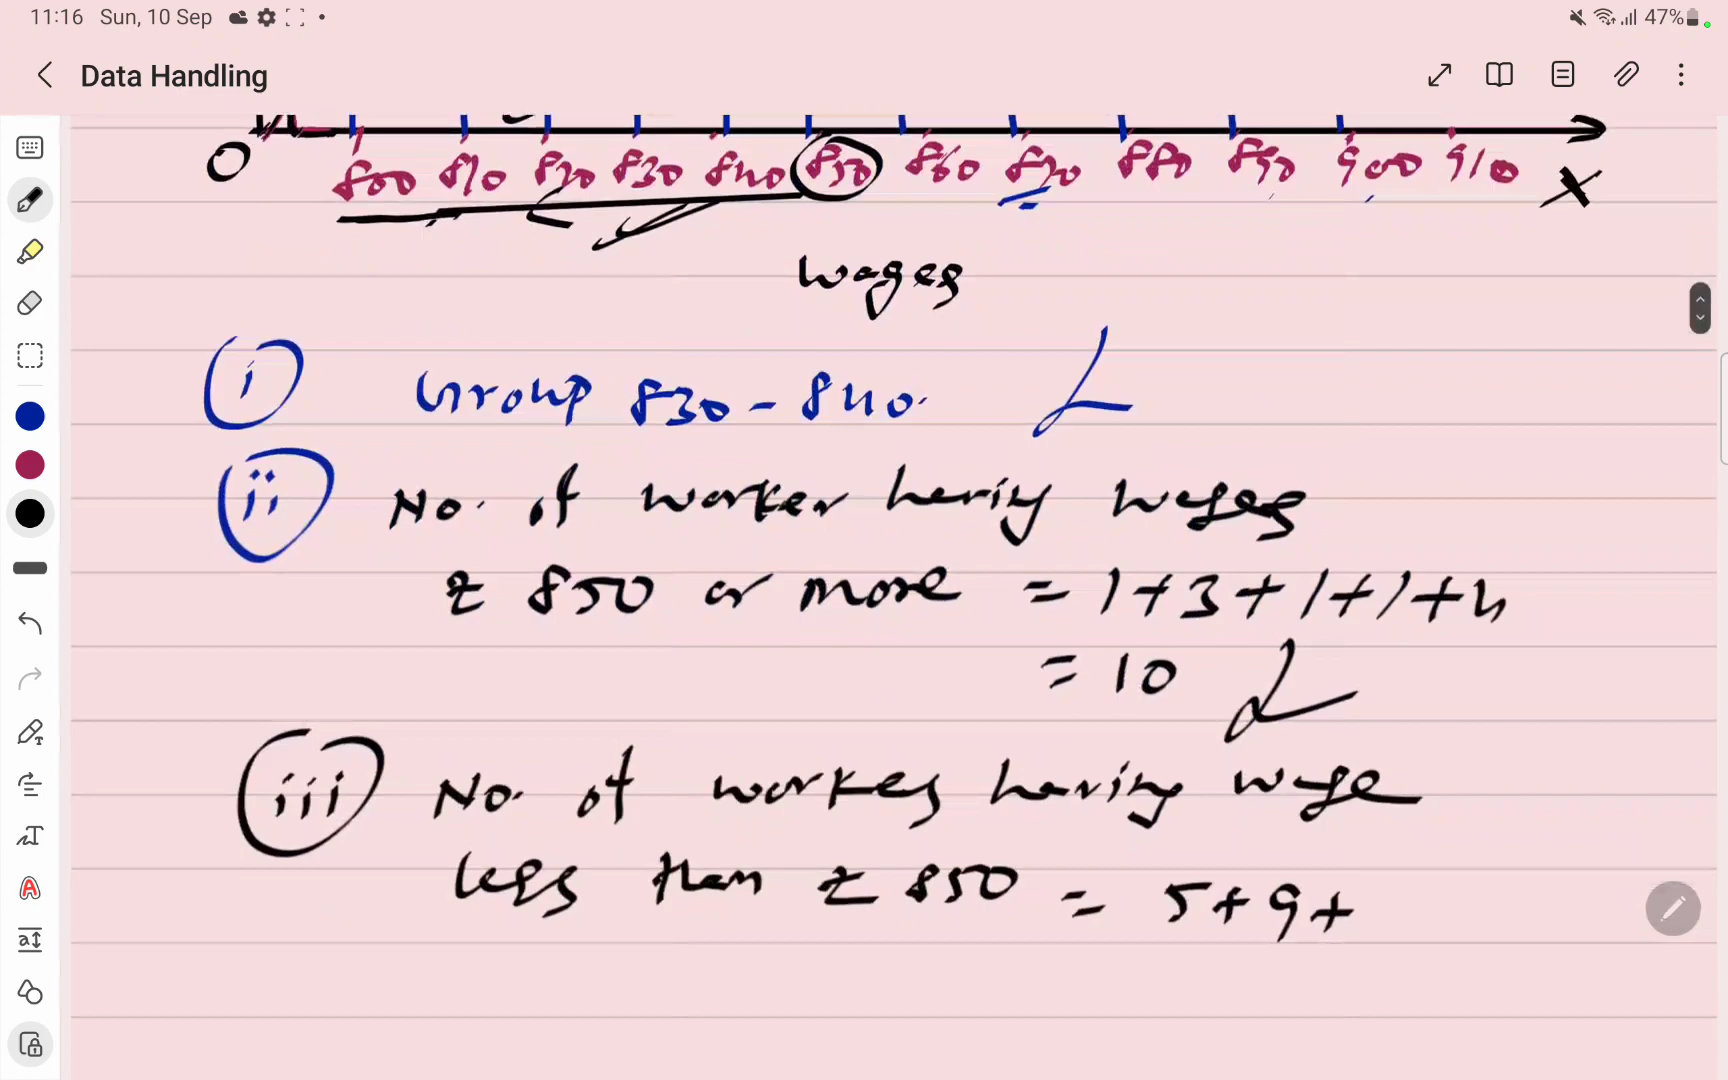 11:16 Sun, 10 Sep 47%
Data Handling
O 800 810 820 830 840 850 860 870 880 890 900 910 X
wages
i Group 830 - 840.
ii No. of worker having wages
₹ 850 or more = 1+3+1+1+4
= 10
iii No. of workes having wage
less than ₹ 850 = 5+9+